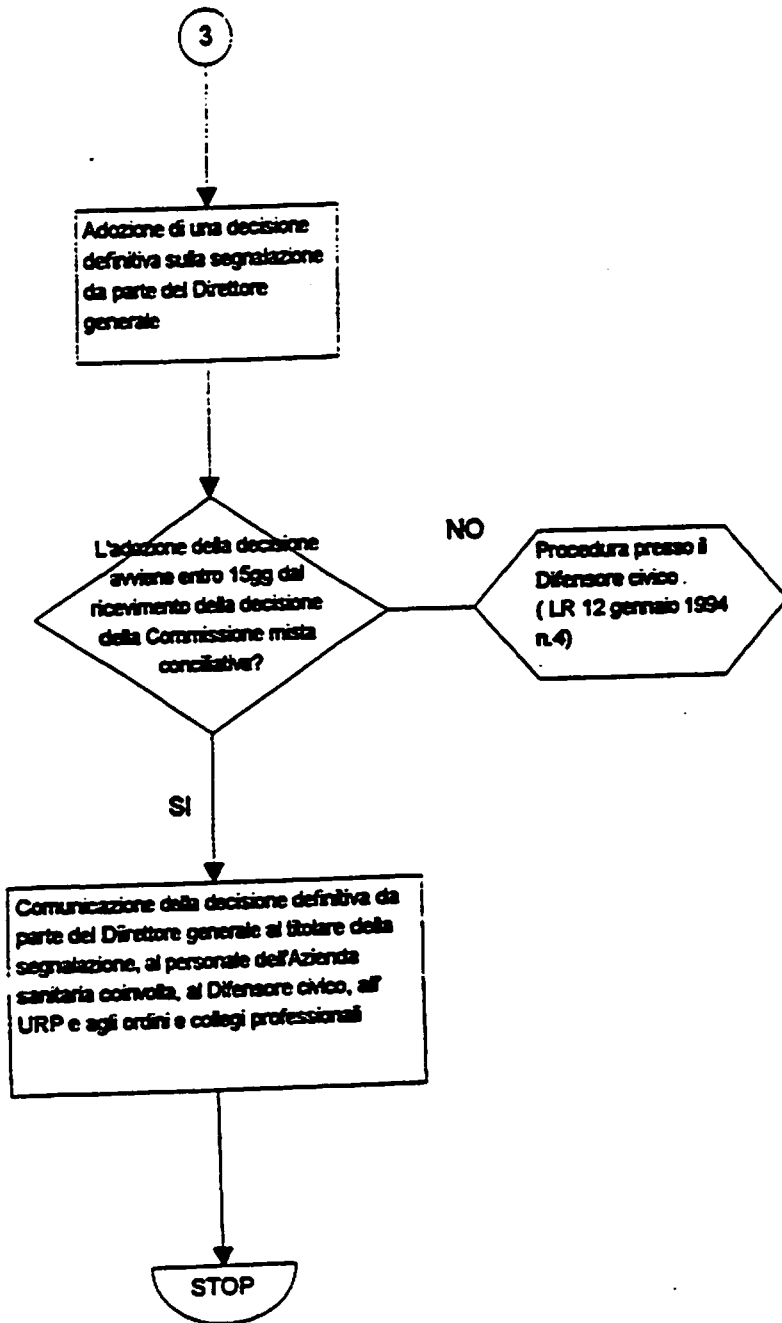 3
Adozione di una decisione
definitiva sulla segnalazione
da parte del Direttore
generale
L'adozione della decisione
avviene entro 15gg dal
ricevimento della decisione
della Commissione mista
conciliativa?
NO
Procedura presso il
Difensore civico .
( LR 12 gennaio 1994
n.4)
SI
Comunicazione della decisione definitiva da
parte del Direttore generale al titolare della
segnalazione, al personale dell'Azienda
sanitaria coinvolta, al Difensore civico, all'
URP e agli ordini e collegi professionali
STOP